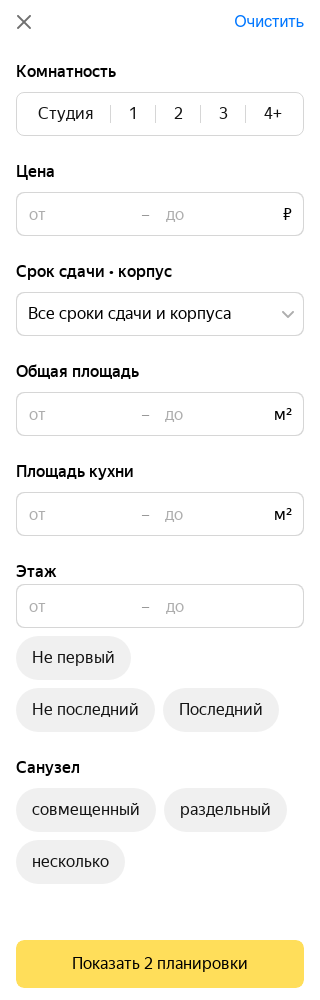 Очистить
Комнатность
Студия 1 2 3 4+
Цена
от – до ₽
Срок сдачи • корпус
Все сроки сдачи и корпуса
Общая площадь
от – до м²
Площадь кухни
от – до м²
Этаж
от – до
Не первый
Не последний Последний
Санузел
совмещенный раздельный
несколько
Показать 2 планировки